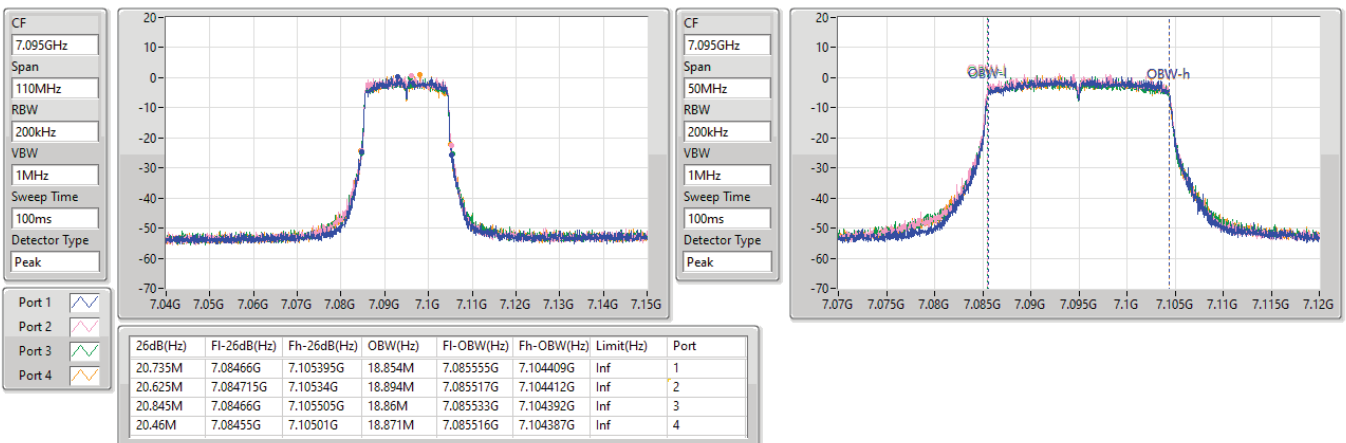 CF
7.095GHz
Span
110MHz
RBW
200kHz
VBW
1MHz
Sweep Time
100ms
Detector Type
Peak
20
10
0
-10
-20
-30
-40
-50
-60
-70
7.04G 7.05G 7.06G 7.07G 7.08G 7.09G 7.1G 7.11G 7.12G 7.13G 7.14G 7.15G
CF
7.095GHz
Span
50MHz
RBW
200kHz
VBW
1MHz
Sweep Time
100ms
Detector Type
Peak
20
10
0
-10
-20
-30
-40
-50
-60
-70
OBW-l OBW-h
7.07G 7.075G 7.08G 7.085G 7.09G 7.095G 7.1G 7.105G 7.11G 7.115G 7.12G
Port 1
Port 2
Port 3
Port 4
26dB(Hz) Fl-26dB(Hz) Fh-26dB(Hz) OBW(Hz) Fl-OBW(Hz) Fh-OBW(Hz) Limit(Hz) Port
20.735M 7.08466G 7.105395G 18.854M 7.085555G 7.104409G Inf 1
20.625M 7.084715G 7.10534G 18.894M 7.085517G 7.104412G Inf 2
20.845M 7.08466G 7.105505G 18.86M 7.085533G 7.104392G Inf 3
20.46M 7.08455G 7.10501G 18.871M 7.085516G 7.104387G Inf 4